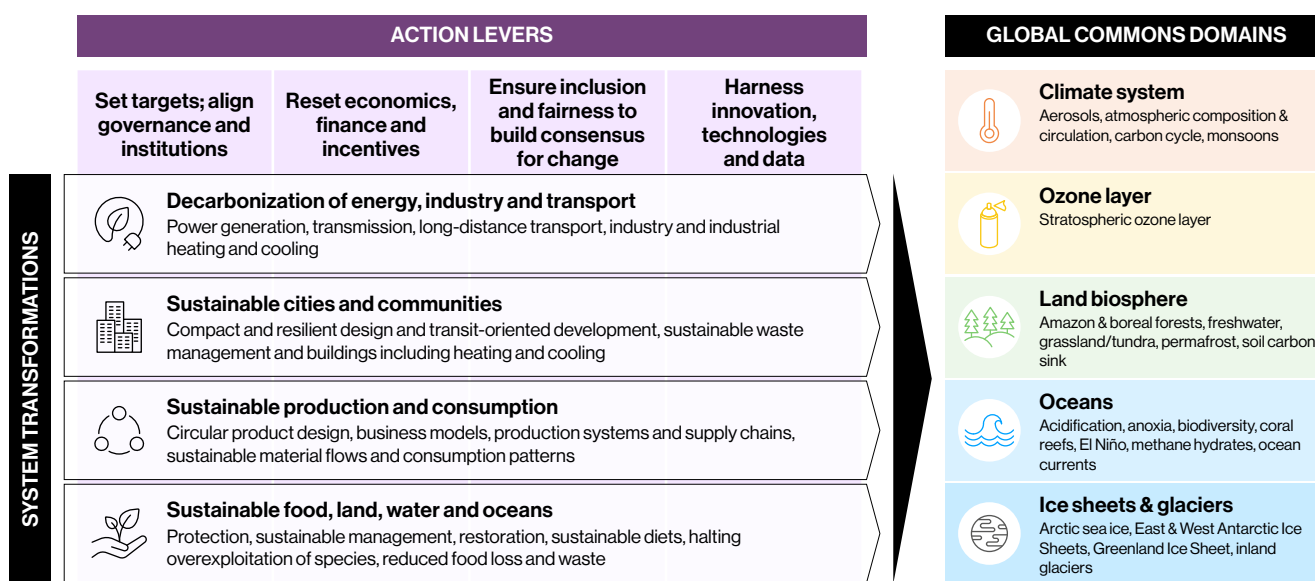 ACTION LEVERS
Set targets; align
governance and
institutions
Reset economics,
finance and
incentives
Ensure inclusion
and fairness to
build consensus
for change
Harness
innovation,
technologies
and data
SYSTEM TRANSFORMATIONS
Decarbonization of energy, industry and transport
Power generation, transmission, long-distance transport, industry and industrial
heating and cooling
Sustainable cities and communities
Compact and resilient design and transit-oriented development, sustainable waste
management and buildings including heating and cooling
Sustainable production and consumption
Circular product design, business models, production systems and supply chains,
sustainable material flows and consumption patterns
Sustainable food, land, water and oceans
Protection, sustainable management, restoration, sustainable diets, halting
overexploitation of species, reduced food loss and waste
GLOBAL COMMONS DOMAINS
Climate system
Aerosols, atmospheric composition &
circulation, carbon cycle, monsoons
Ozone layer
Stratospheric ozone layer
Land biosphere
Amazon & boreal forests, freshwater,
grassland/tundra, permafrost, soil carbon
sink
Oceans
Acidification, anoxia, biodiversity, coral
reefs, El Niño, methane hydrates, ocean
currents
Ice sheets & glaciers
Arctic sea ice, East & West Antarctic Ice
Sheets, Greenland Ice Sheet, inland
glaciers